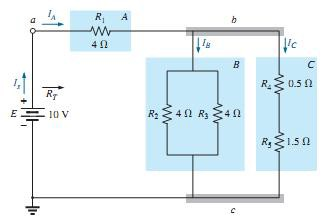 a
I_A
R_1
A
4 Ω
b
I_B
I_C
B
C
I_s
R_T
+
E
10 V
–
R_2
4 Ω
R_3
4 Ω
R_4
0.5 Ω
R_5
1.5 Ω
c